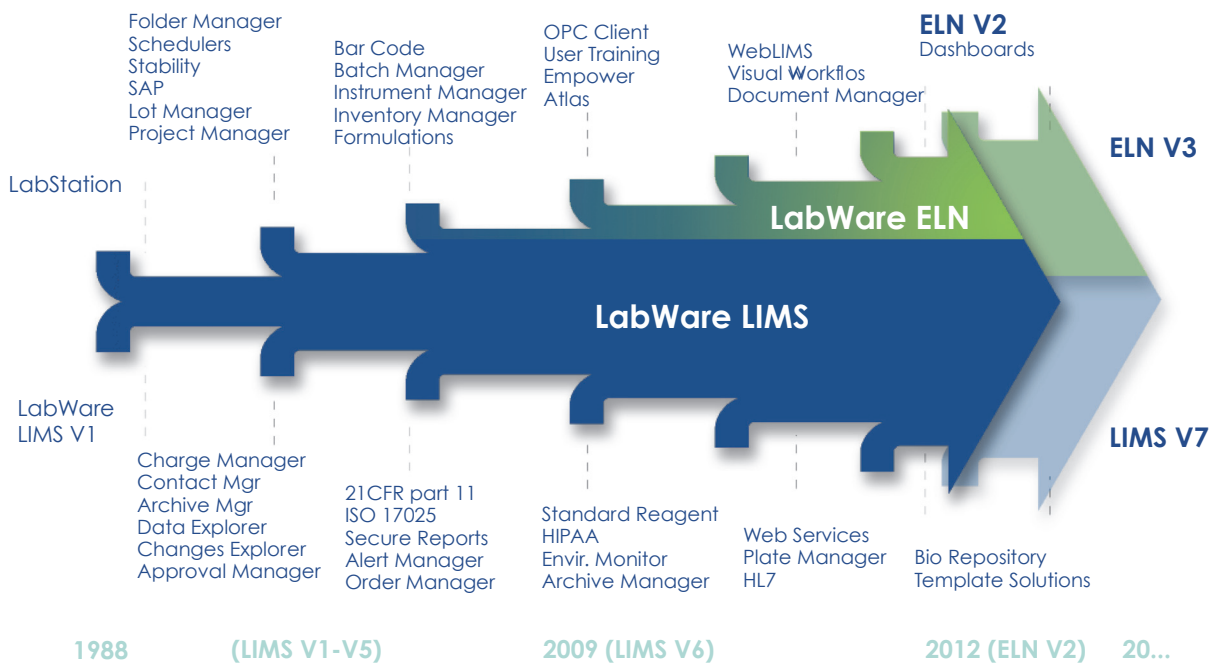 Folder Manager
Schedulers
Stability
SAP
Lot Manager
Project Manager
Bar Code
Batch Manager
Instrument Manager
Inventory Manager
Formulations
OPC Client
User Training
Empower
Atlas
WebLIMS
Visual Workflos
Document Manager
ELN V2
Dashboards
ELN V3
LabStation
LabWare ELN
LabWare LIMS
LabWare
LIMS V1
LIMS V7
Charge Manager
Contact Mgr
Archive Mgr
Data Explorer
Changes Explorer
Approval Manager
21CFR part 11
ISO 17025
Secure Reports
Alert Manager
Order Manager
Standard Reagent
HIPAA
Envir. Monitor
Archive Manager
Web Services
Plate Manager
HL7
Bio Repository
Template Solutions
1988
(LIMS V1-V5)
2009 (LIMS V6)
2012 (ELN V2)
20...